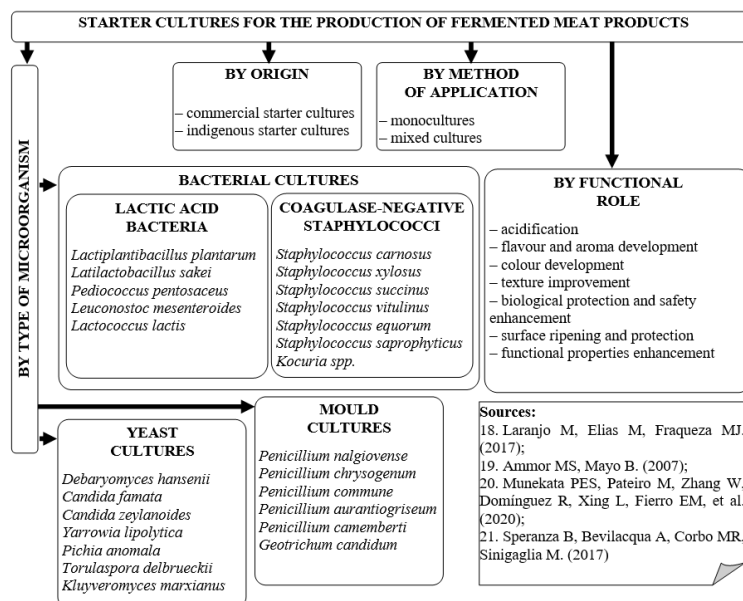 STARTER CULTURES FOR THE PRODUCTION OF FERMENTED MEAT PRODUCTS
BY TYPE OF MICROORGANISM
BY ORIGIN
– commercial starter cultures
– indigenous starter cultures
BY METHOD
OF APPLICATION
– monocultures
– mixed cultures
BACTERIAL CULTURES
LACTIC ACID
BACTERIA
Lactiplantibacillus plantarum
Latilactobacillus sakei
Pediococcus pentosaceus
Leuconostoc mesenteroides
Lactococcus lactis
COAGULASE-NEGATIVE
STAPHYLOCOCCI
Staphylococcus carnosus
Staphylococcus xylosus
Staphylococcus succinus
Staphylococcus vitulinus
Staphylococcus equorum
Staphylococcus saprophyticus
Kocuria spp.
BY FUNCTIONAL
ROLE
– acidification
– flavour and aroma development
– colour development
– texture improvement
– biological protection and safety
enhancement
– surface ripening and protection
– functional properties enhancement
YEAST
CULTURES
Debaryomyces hansenii
Candida famata
Candida zeylanoides
Yarrowia lipolytica
Pichia anomala
Torulaspora delbrueckii
Kluyveromyces marxianus
MOULD
CULTURES
Penicillium nalgiovense
Penicillium chrysogenum
Penicillium commune
Penicillium aurantiogriseum
Penicillium camemberti
Geotrichum candidum
Sources:
18. Laranjo M, Elias M, Fraqueza MJ.
(2017);
19. Ammor MS, Mayo B. (2007);
20. Munekata PES, Pateiro M, Zhang W,
Domínguez R, Xing L, Fierro EM, et al.
(2020);
21. Speranza B, Bevilacqua A, Corbo MR,
Sinigaglia M. (2017)